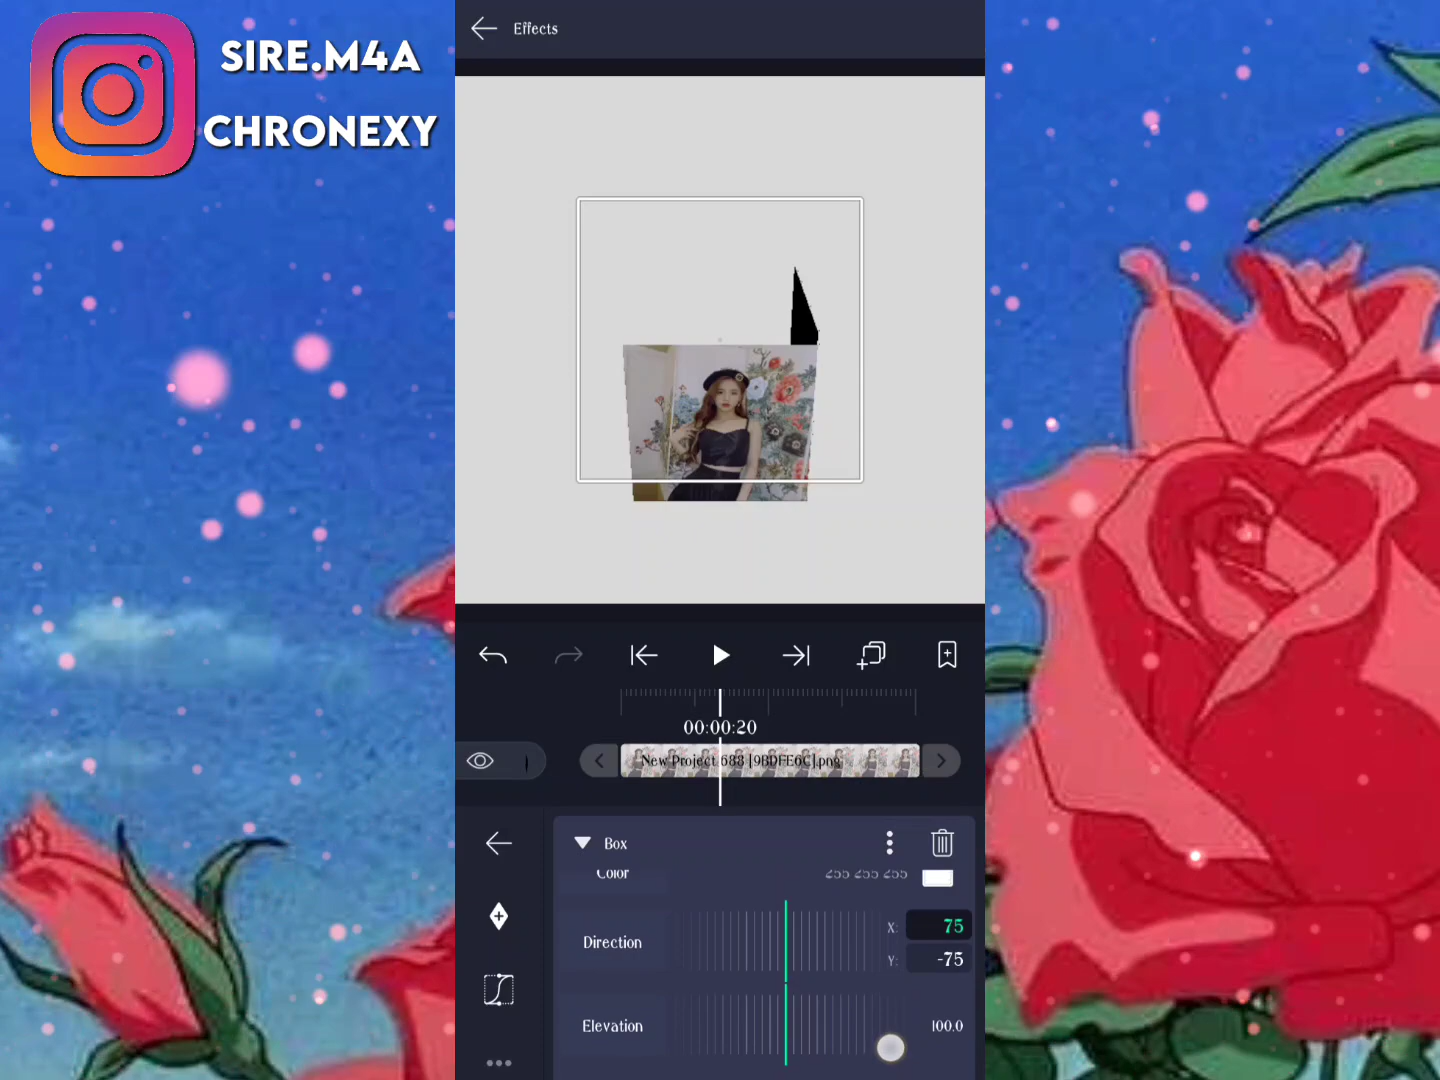 SIRE.M4A
CHRONEXY
Effects
00:00:20
New Project 688 [9BDFE6C].png
Box
Color
255 255 255
Direction
X: 75
Y: -75
Elevation
100.0